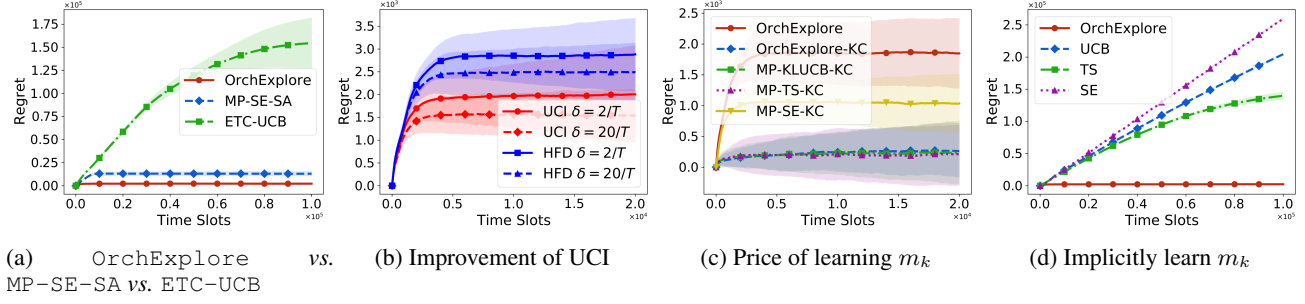 ×10⁵
1.75
1.50
1.25
1.00
0.75
0.50
0.25
0.00
Regret
OrchExplore
MP-SE-SA
ETC-UCB
0.0 0.2 0.4 0.6 0.8 1.0
Time Slots
×10⁵
×10³
3.5
3.0
2.5
2.0
1.5
1.0
0.5
0.0
Regret
UCI δ = 2/T
UCI δ = 20/T
HFD δ = 2/T
HFD δ = 20/T
0.0 0.5 1.0 1.5 2.0
Time Slots
×10⁴
×10³
2.5
2.0
1.5
1.0
0.5
0.0
Regret
OrchExplore
OrchExplore-KC
MP-KLUCB-KC
MP-TS-KC
MP-SE-KC
0.0 0.5 1.0 1.5 2.0
Time Slots
×10⁴
×10⁵
2.5
2.0
1.5
1.0
0.5
0.0
Regret
OrchExplore
UCB
TS
SE
0.0 0.2 0.4 0.6 0.8 1.0
Time Slots
×10⁵
(a) OrchExplore vs.
MP-SE-SA vs. ETC-UCB
(b) Improvement of UCI
(c) Price of learning mₖ
(d) Implicitly learn mₖ